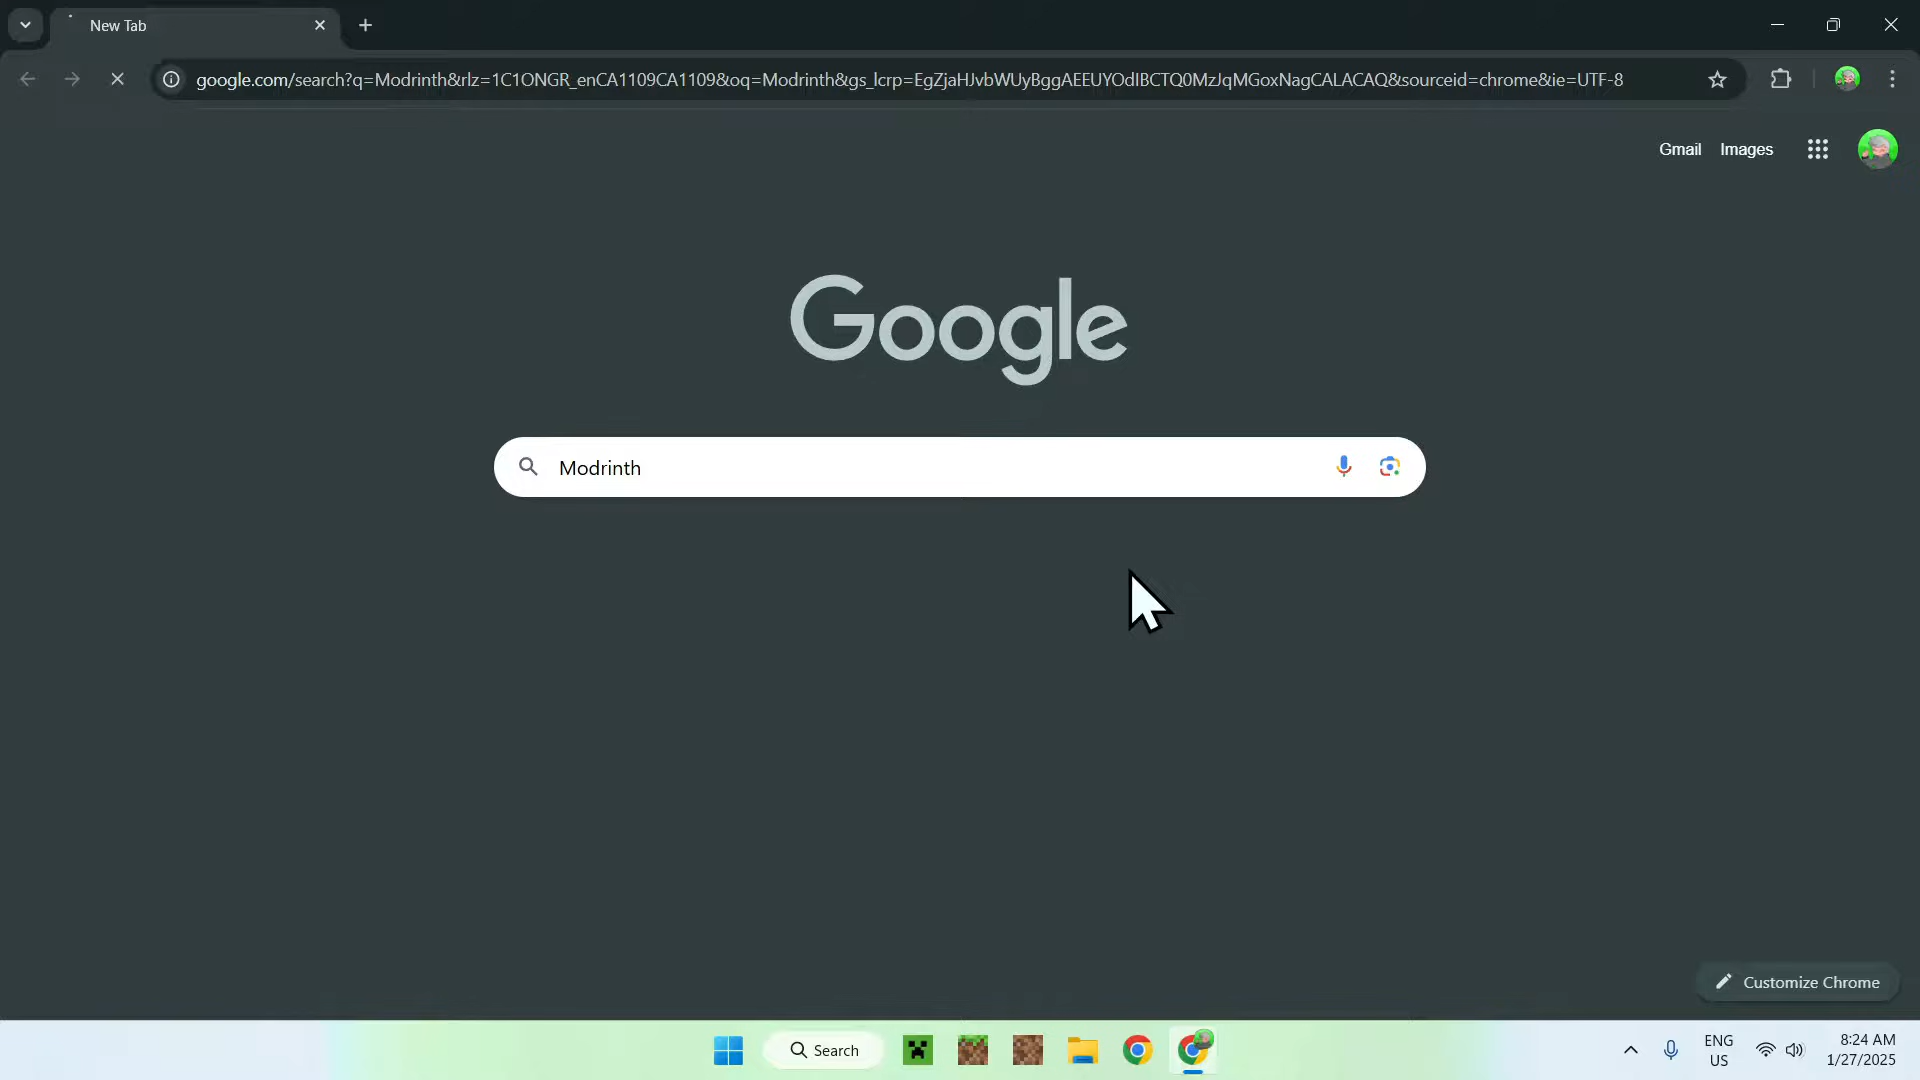 New Tab
google.com/search?q=Modrinth&rlz=1C1ONGR_enCA1109CA1109&oq=Modrinth&gs_lcrp=EgZjaHJvbWUyBggAEEUYOdIBCTQ0MzJqMGoxNagCALACAQ&sourceid=chrome&ie=UTF-8
Gmail Images
Google
Modrinth
Customize Chrome
Search
ENG
US
8:24 AM
1/27/2025